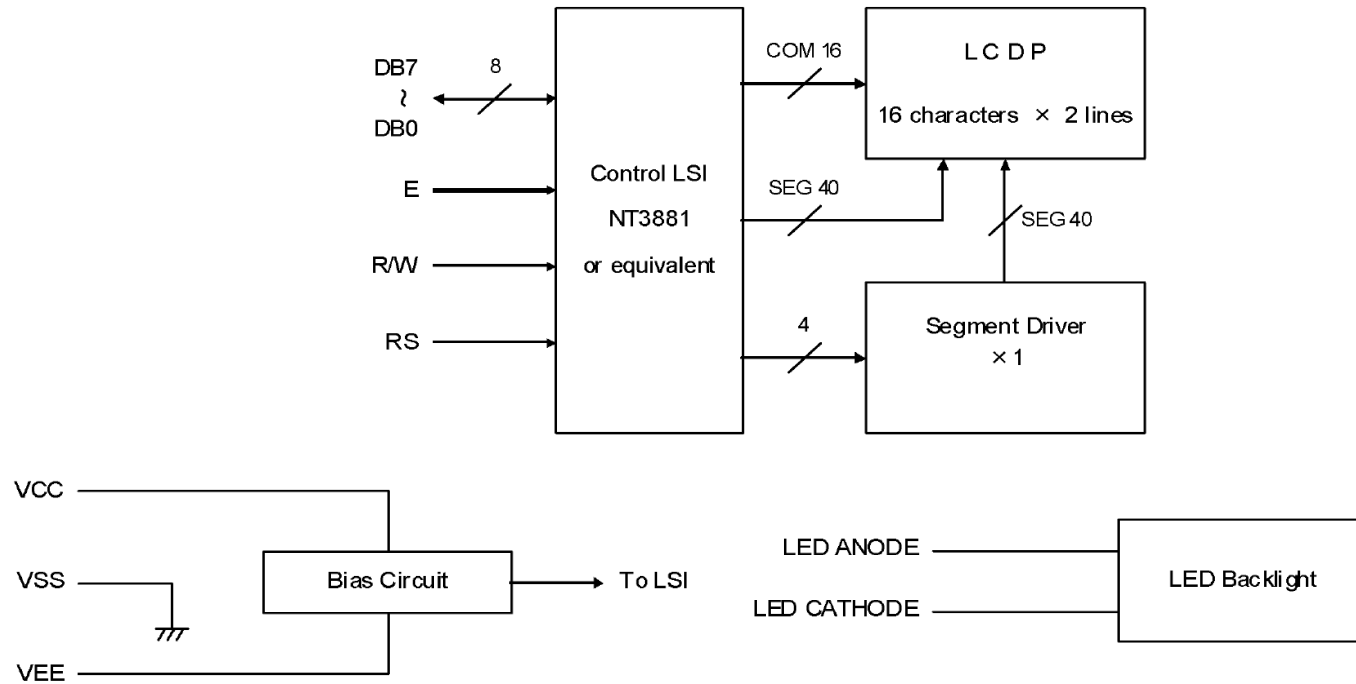 DB7
~
DB0
8
E
R/W
RS
Control LSI
NT3881
or equivalent
COM 16
SEG 40
4
L C D P
16 characters × 2 lines
SEG 40
Segment Driver
× 1
VCC
VSS
VEE
Bias Circuit
To LSI
LED ANODE
LED CATHODE
LED Backlight